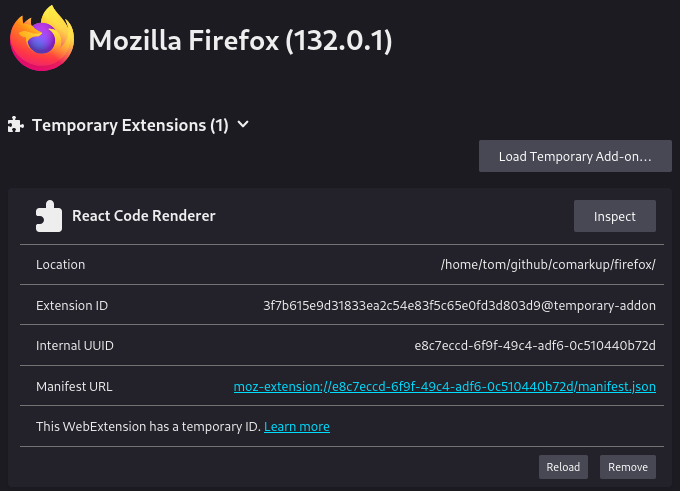 Mozilla Firefox (132.0.1)
Temporary Extensions (1)
Load Temporary Add-on...
React Code Renderer
Inspect
Location /home/tom/github/comarkup/firefox/
Extension ID 3f7b615e9d31833ea2c54e83f5c65e0fd3d803d9@temporary-addon
Internal UUID e8c7eccd-6f9f-49c4-adf6-0c510440b72d
Manifest URL moz-extension://e8c7eccd-6f9f-49c4-adf6-0c510440b72d/manifest.json
This WebExtension has a temporary ID. Learn more
Reload Remove